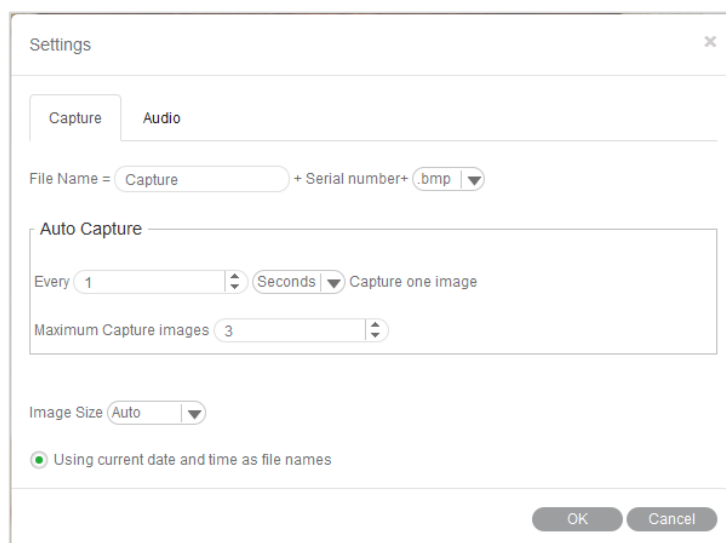 Settings
Capture Audio
File Name = Capture + Serial number+ .bmp
Auto Capture
Every 1 Seconds Capture one image
Maximum Capture images 3
Image Size Auto
Using current date and time as file names
OK Cancel